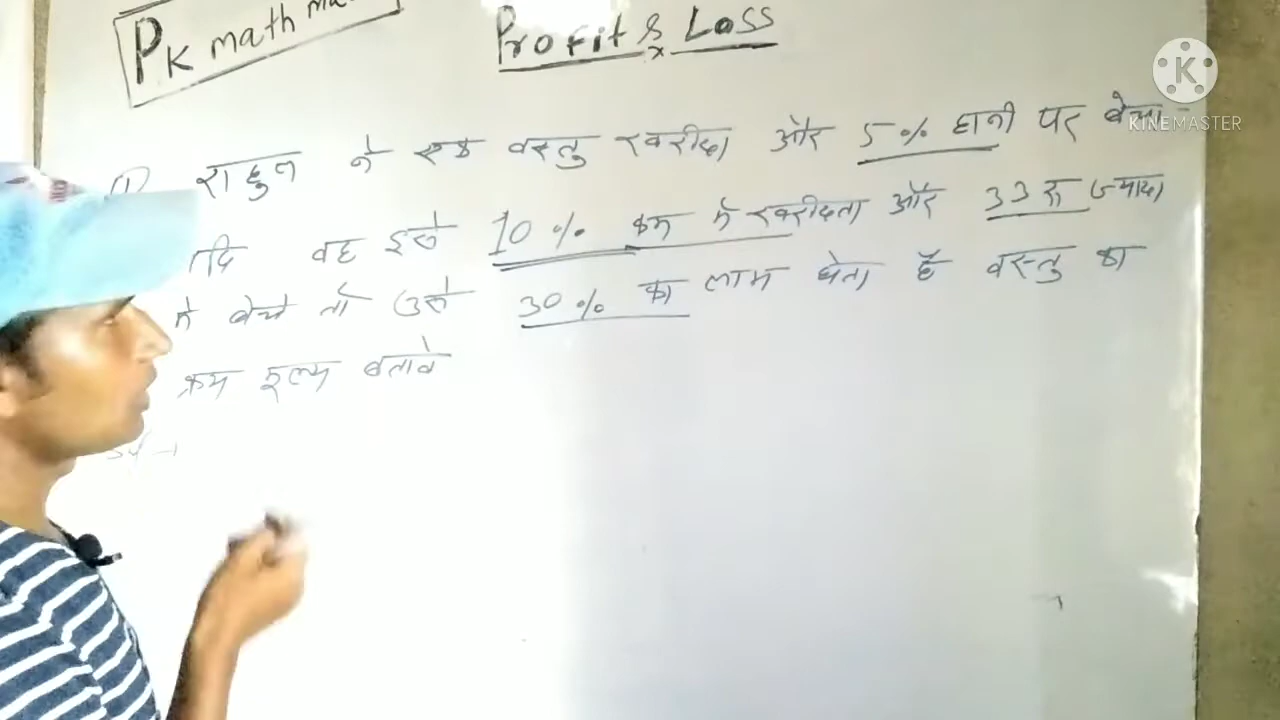 Pk math
Profit & Loss
① राहुल ने एक वस्तु खरीदा और 5% हानी पर बेचा
यदि वह इसे 10% कम में खरीदता और 33 रू ज्यादा
में बेचे तो उसे 30% का लाभ होता है वस्तु का
क्रय मूल्य बतावे
KINEMASTER